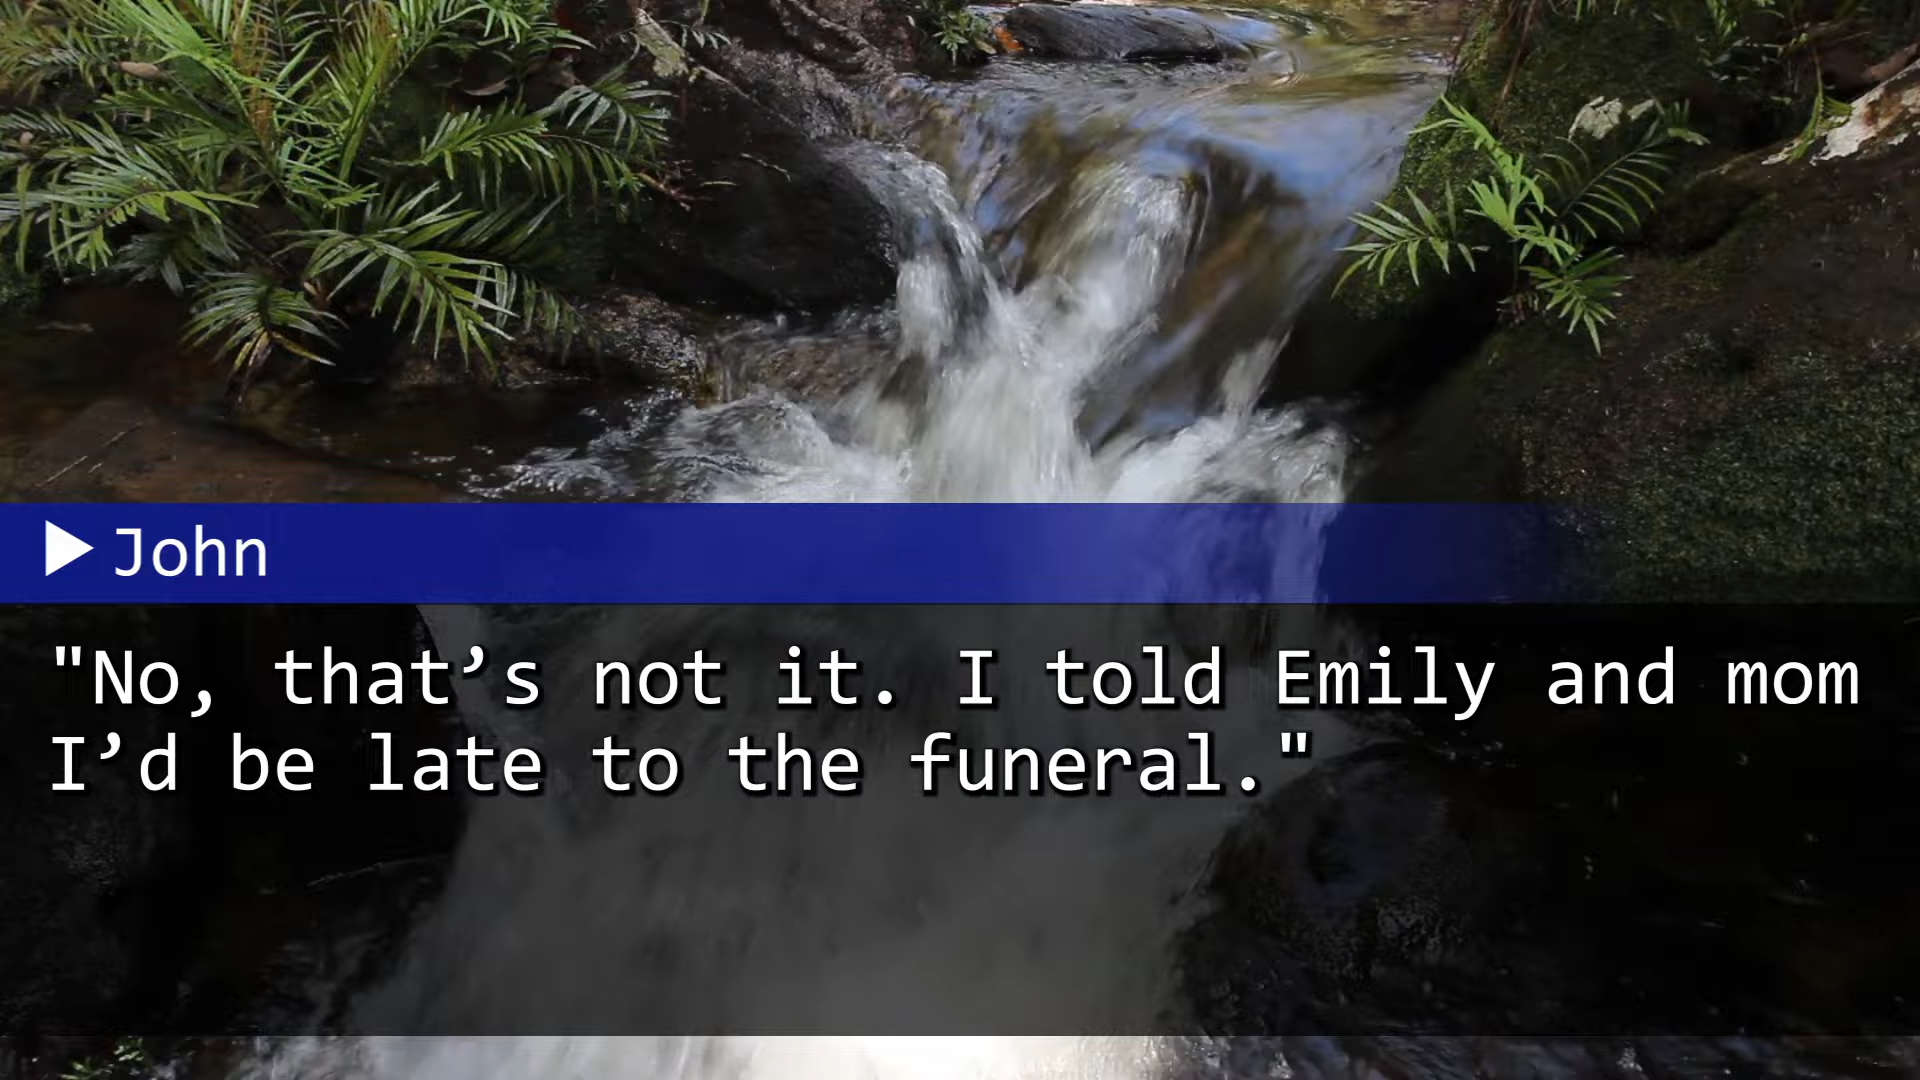 John
"No, that’s not it. I told Emily and mom
I’d be late to the funeral."